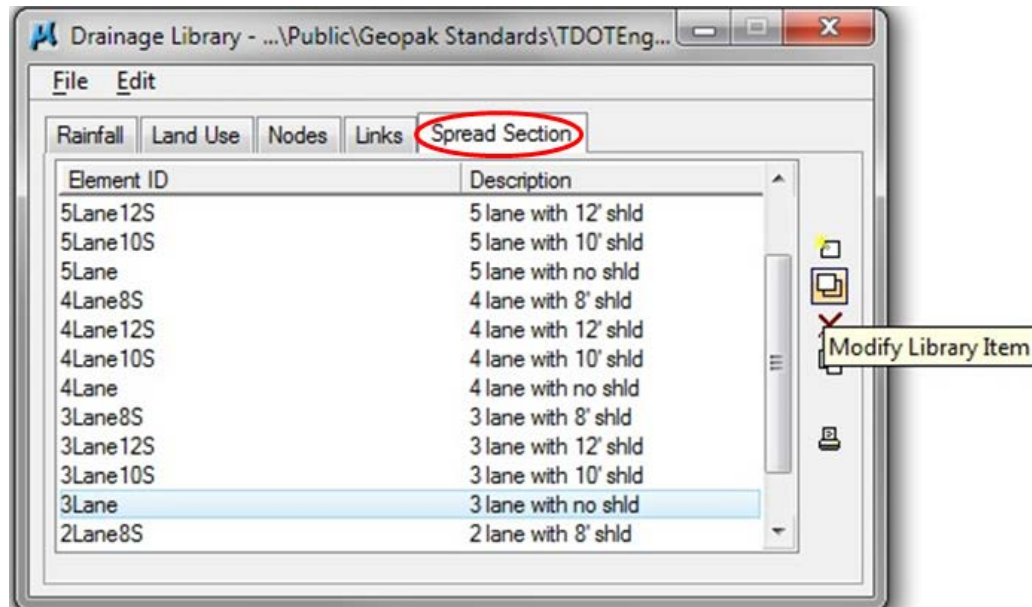 Drainage Library - ...\Public\Geopak Standards\TDOTEng...
File Edit
Rainfall Land Use Nodes Links Spread Section
Element ID Description
5Lane12S 5 lane with 12' shld
5Lane10S 5 lane with 10' shld
5Lane 5 lane with no shld
4Lane8S 4 lane with 8' shld
4Lane12S 4 lane with 12' shld
4Lane10S 4 lane with 10' shld
4Lane 4 lane with no shld
3Lane8S 3 lane with 8' shld
3Lane12S 3 lane with 12' shld
3Lane10S 3 lane with 10' shld
3Lane 3 lane with no shld
2Lane8S 2 lane with 8' shld
Modify Library Item